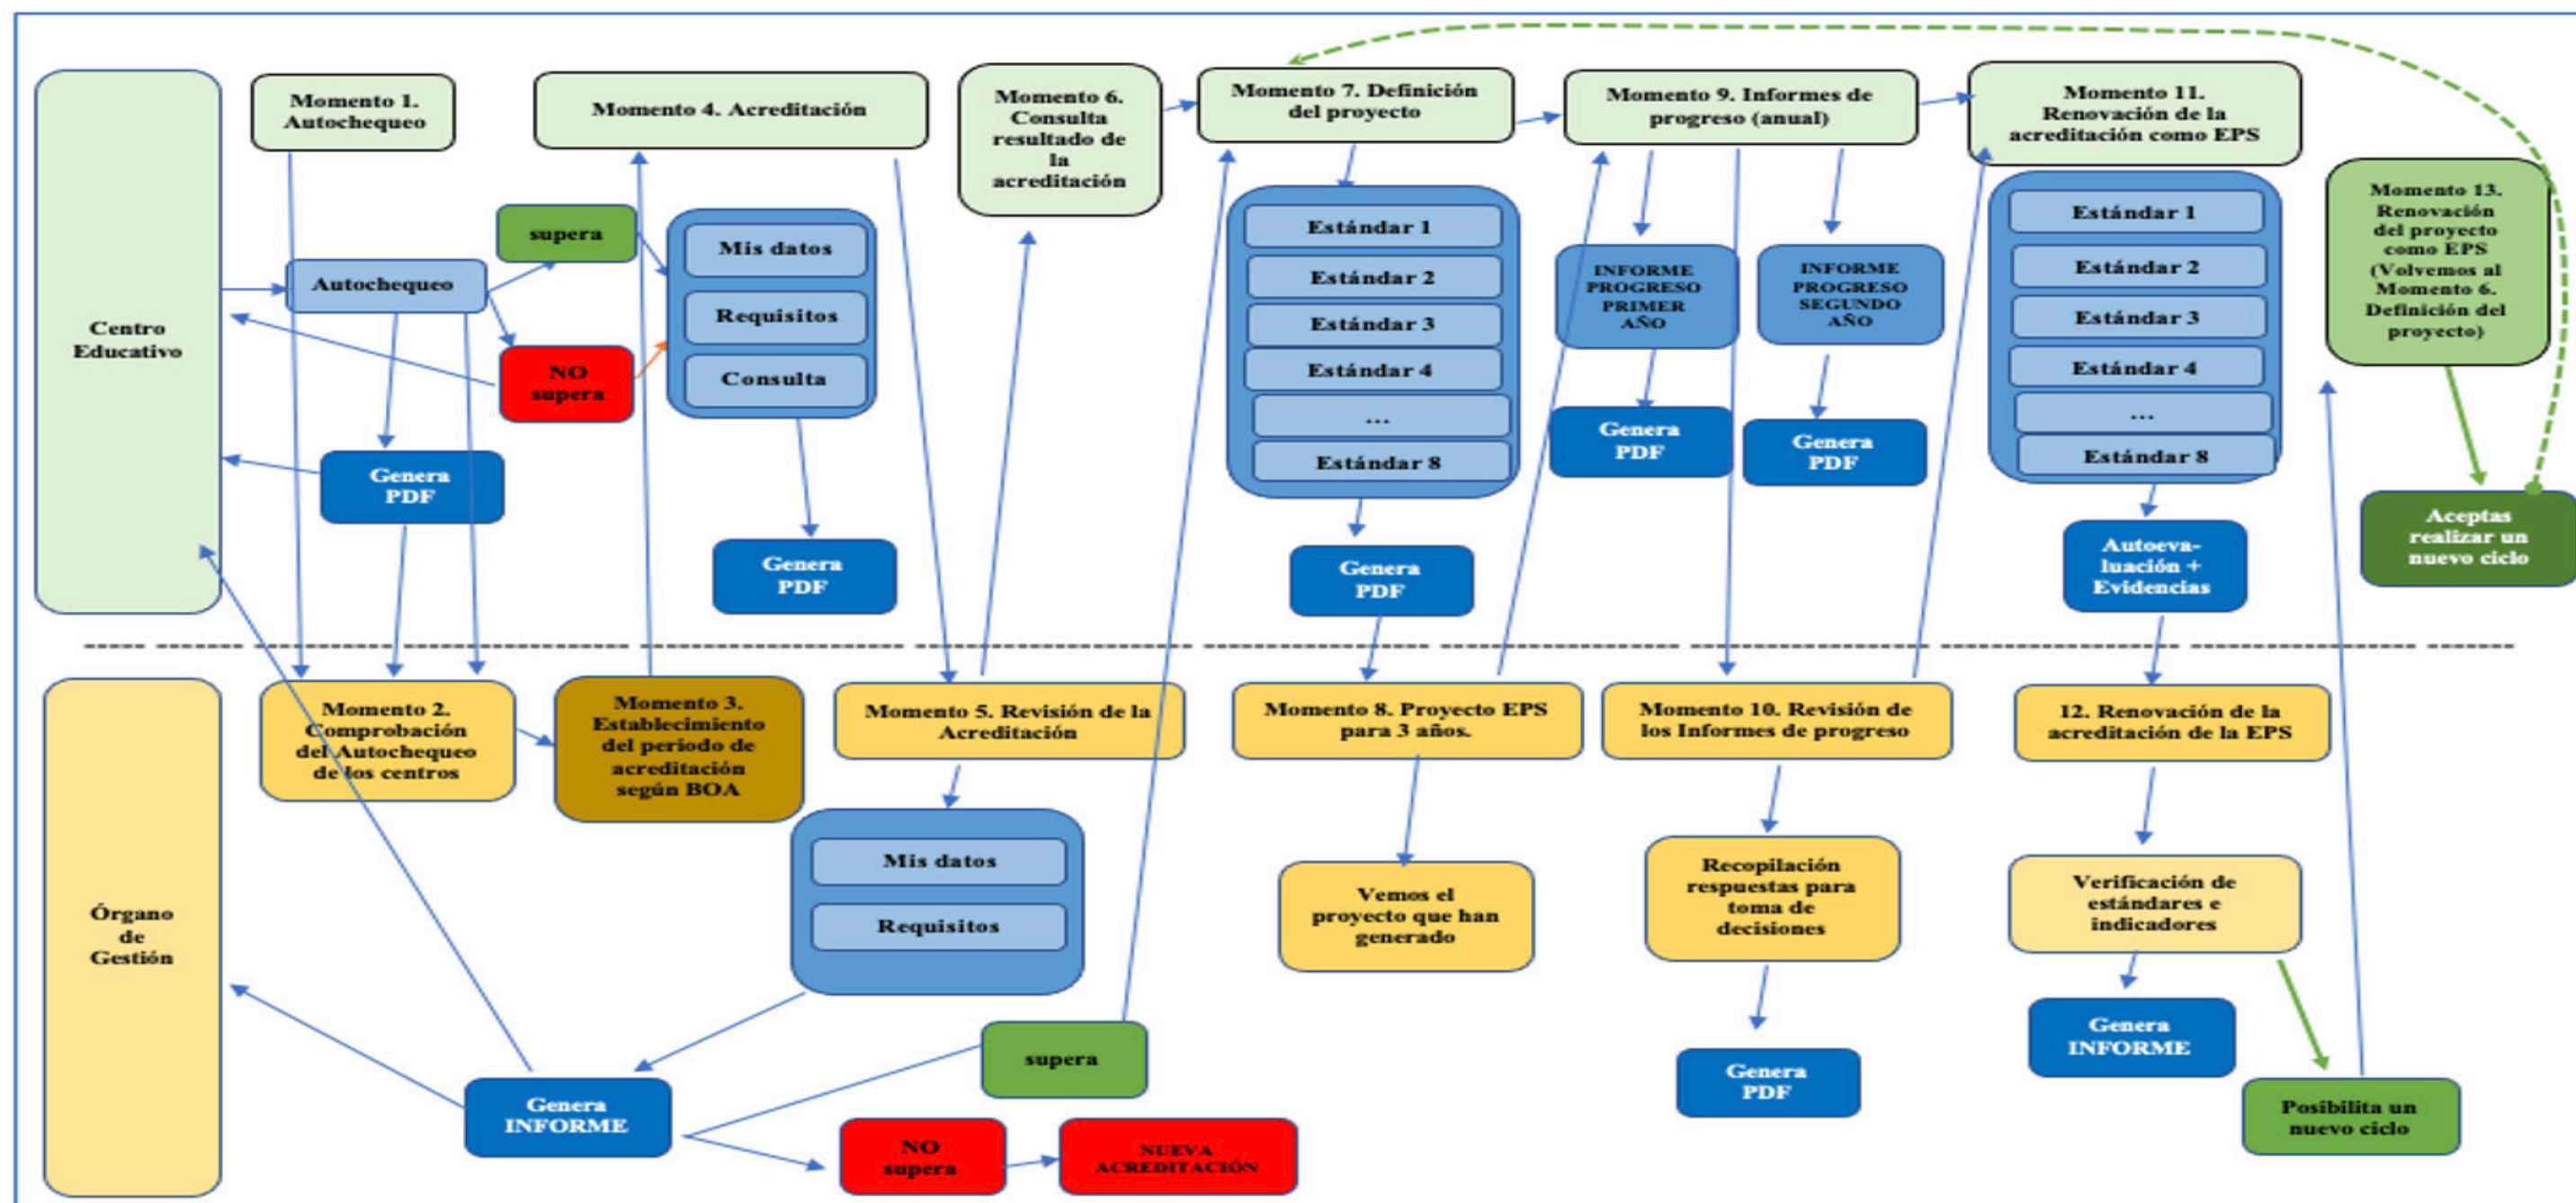 Centro
Educativo
Momento 1.
Autochequeo
Autochequeo
supera
NO
supera
Genera
PDF
Momento 4. Acreditación
Mis datos
Requisitos
Consulta
Genera
PDF
Momento 6.
Consulta
resultado de
la
acreditación
Momento 7. Definición
del proyecto
Estándar 1
Estándar 2
Estándar 3
Estándar 4
...
Estándar 8
Genera
PDF
Momento 9. Informes de
progreso (anual)
INFORME
PROGRESO
PRIMER
AÑO
Genera
PDF
INFORME
PROGRESO
SEGUNDO
AÑO
Genera
PDF
Momento 11.
Renovación de la
acreditación como EPS
Estándar 1
Estándar 2
Estándar 3
Estándar 4
...
Estándar 8
Autoeva-
luación +
Evidencias
Momento 13.
Renovación
del proyecto
como EPS
(Volvemos al
Momento 6.
Definición del
proyecto)
Aceptas
realizar un
nuevo ciclo
Órgano
de
Gestión
Momento 2.
Comprobación
del Autochequeo
de los centros
Momento 3.
Establecimiento
del periodo de
acreditación
según BOA
Momento 5. Revisión de la
Acreditación
Mis datos
Requisitos
Genera
INFORME
supera
NO
supera
NUEVA
ACREDITACIÓN
Momento 8. Proyecto EPS
para 3 años.
Vemos el
proyecto que han
generado
Momento 10. Revisión de
los Informes de progreso
Recopilación
respuestas para
toma de
decisiones
Genera
PDF
12. Renovación de la
acreditación de la EPS
Verificación de
estándares e
indicadores
Genera
INFORME
Posibilita un
nuevo ciclo